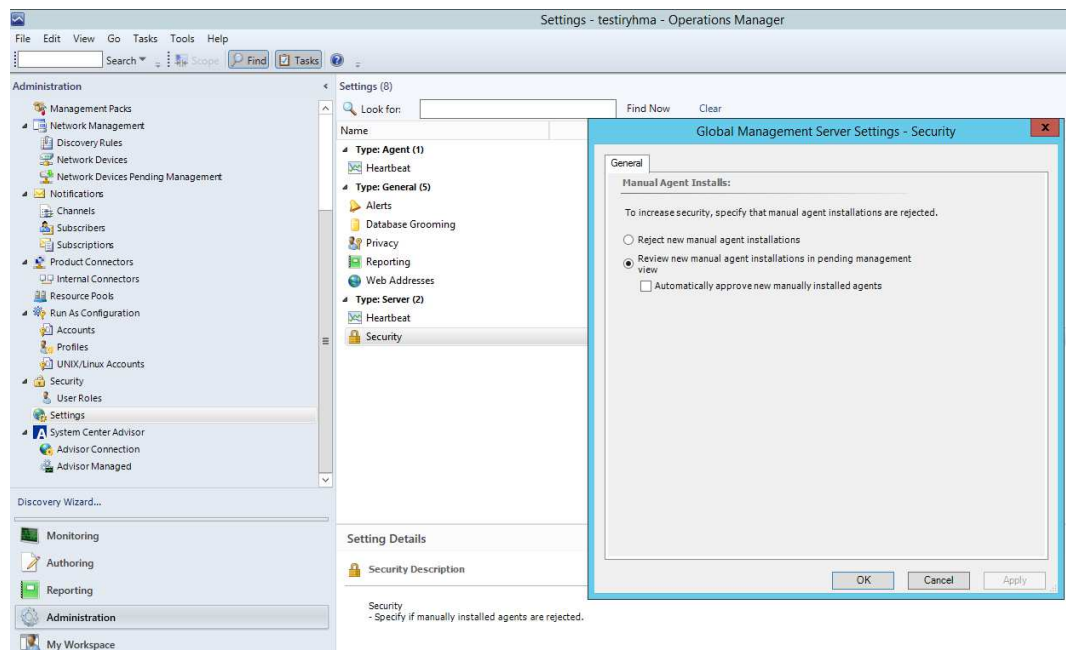 Settings - testiryhma - Operations Manager
File Edit View Go Tasks Tools Help
Search Scope Find Tasks
Administration
Management Packs
Network Management
Discovery Rules
Network Devices
Network Devices Pending Management
Notifications
Channels
Subscribers
Subscriptions
Product Connectors
Internal Connectors
Resource Pools
Run As Configuration
Accounts
Profiles
UNIX/Linux Accounts
Security
User Roles
Settings
System Center Advisor
Advisor Connection
Advisor Managed
Discovery Wizard...
Monitoring
Authoring
Reporting
Administration
My Workspace
Settings (8)
Look for: Find Now Clear
Name
Type: Agent (1)
Heartbeat
Type: General (5)
Alerts
Database Grooming
Privacy
Reporting
Web Addresses
Type: Server (2)
Heartbeat
Security
Setting Details
Security Description
Security
- Specify if manually installed agents are rejected.
Global Management Server Settings - Security
x
General
Manual Agent Installs:
To increase security, specify that manual agent installations are rejected.
Reject new manual agent installations
Review new manual agent installations in pending management
view
Automatically approve new manually installed agents
OK Cancel Apply